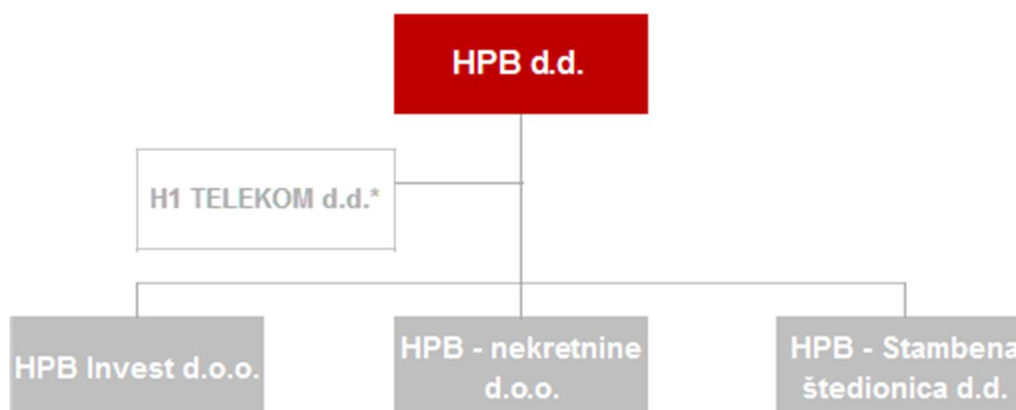 HPB d.d.
H1 TELEKOM d.d.*
HPB Invest d.o.o.
HPB - nekretnine
d.o.o.
HPB - Stambena
štedionica d.d.